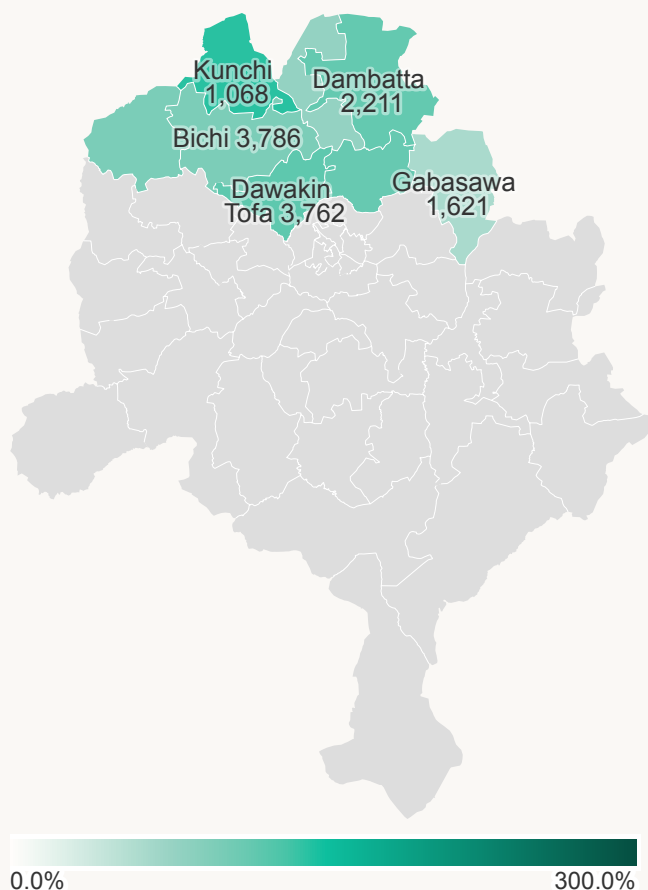 Kunchi
1,068
Dambatta
2,211
Bichi 3,786
Dawakin
Tofa 3,762
Gabasawa
1,621
0.0%
300.0%